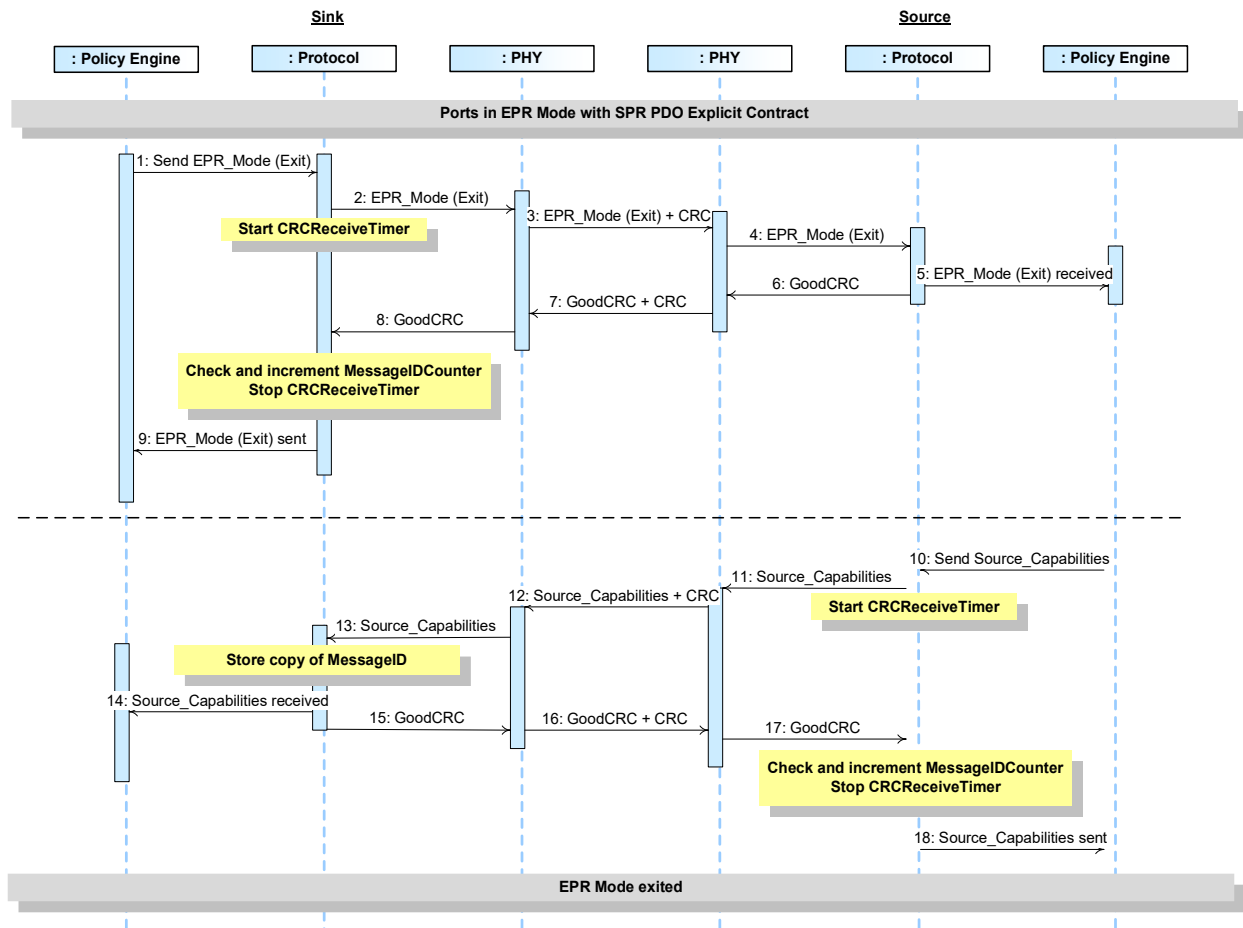 Sink
Source
: Policy Engine
: Protocol
: PHY
: PHY
: Protocol
: Policy Engine
Ports in EPR Mode with SPR PDO Explicit Contract
1: Send EPR_Mode (Exit)
2: EPR_Mode (Exit)
Start CRCReceiveTimer
3: EPR_Mode (Exit) + CRC
4: EPR_Mode (Exit)
5: EPR_Mode (Exit) received
6: GoodCRC
7: GoodCRC + CRC
8: GoodCRC
Check and increment MessageIDCounter
Stop CRCReceiveTimer
9: EPR_Mode (Exit) sent
10: Send Source_Capabilities
11: Source_Capabilities
Start CRCReceiveTimer
12: Source_Capabilities + CRC
13: Source_Capabilities
Store copy of MessageID
14: Source_Capabilities received
15: GoodCRC
16: GoodCRC + CRC
17: GoodCRC
Check and increment MessageIDCounter
Stop CRCReceiveTimer
18: Source_Capabilities sent
EPR Mode exited